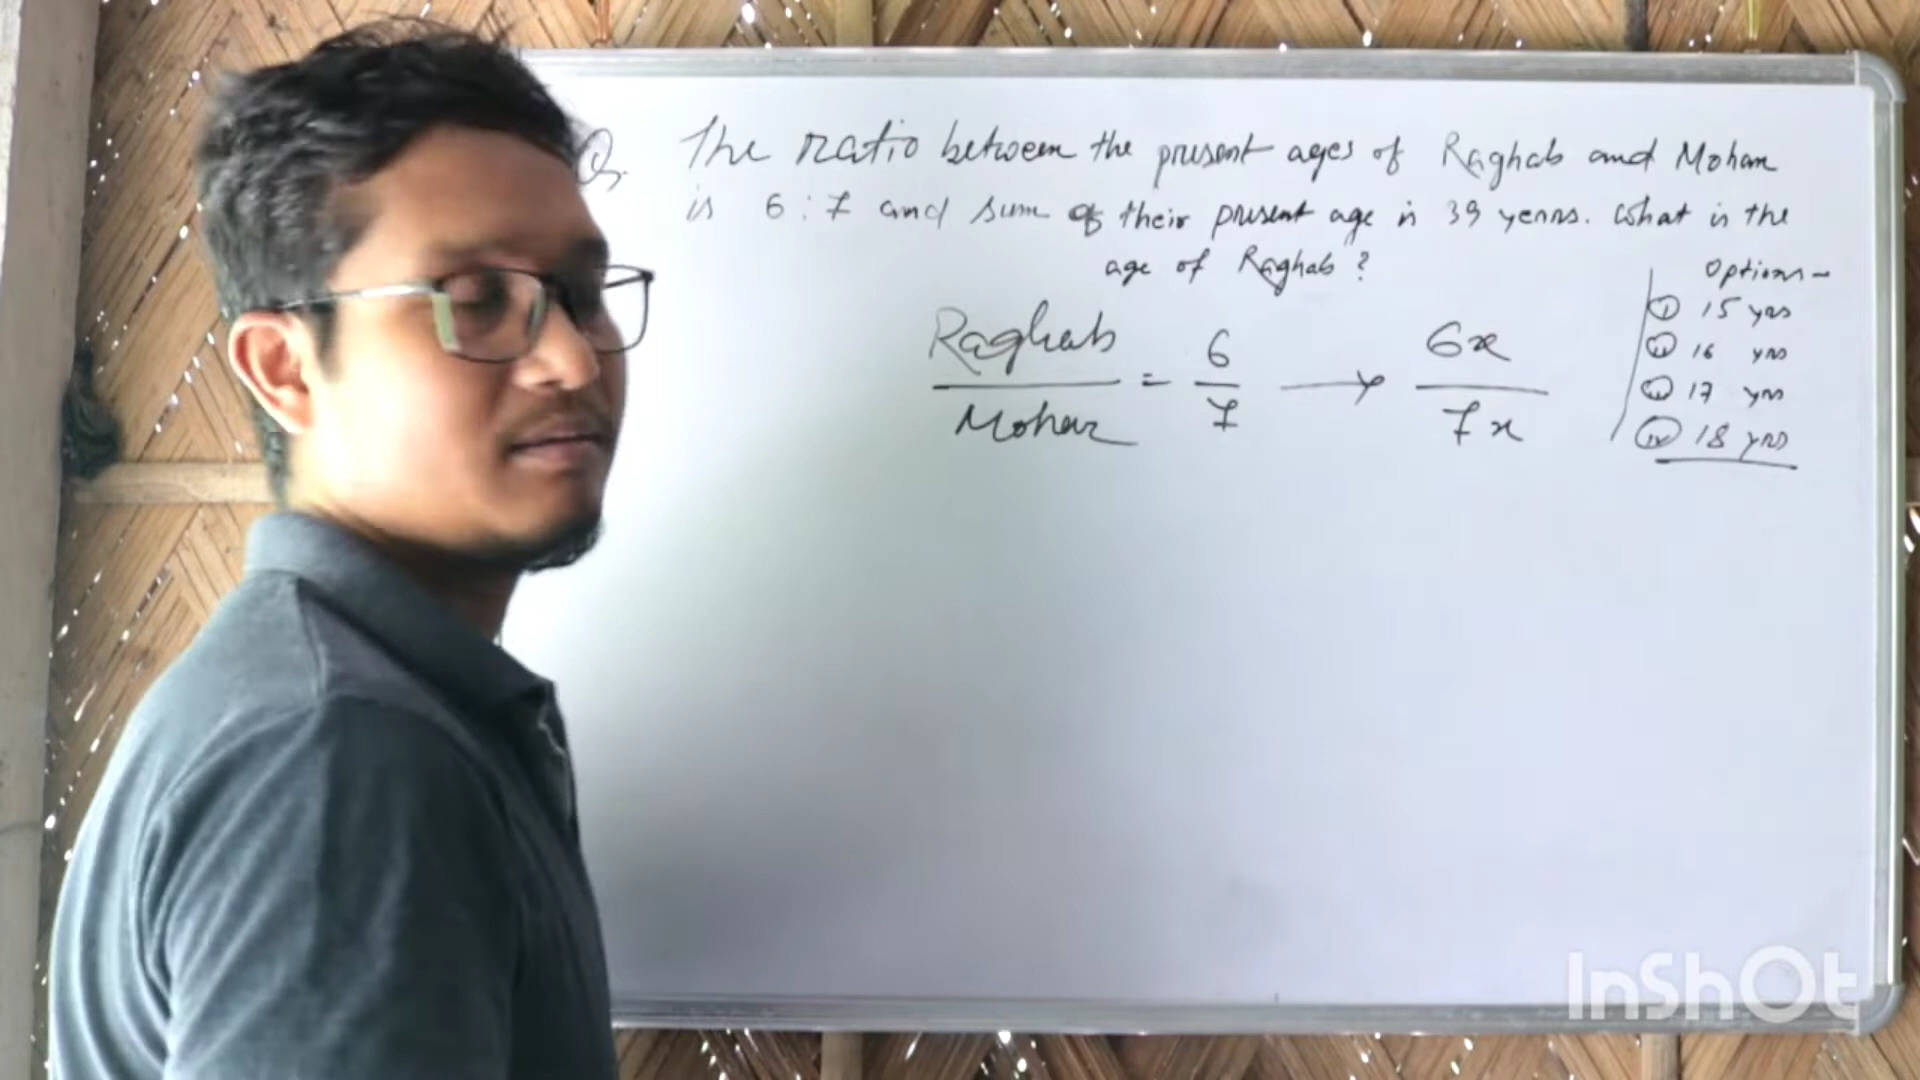 Q. The ratio between the present ages of Raghab and Mohan
is 6 : 7 and sum of their present age is 39 years. What is the
age of Raghab ?
Options -
i 15 yrs
ii 16 yrs
iii 17 yrs
iv 18 yrs
Raghab / Mohan = 6/7 → 6x/7x
InShOt